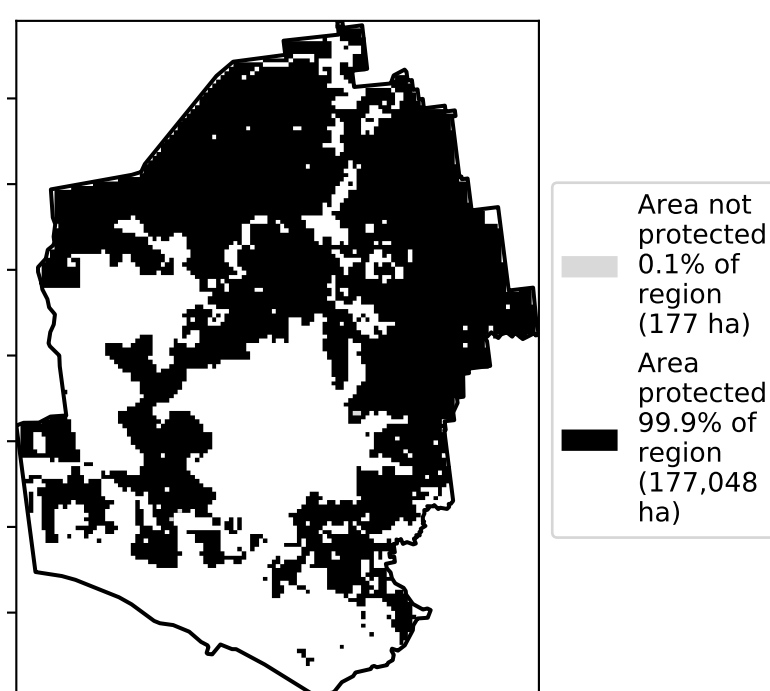 Area not
protected
0.1% of
region
(177 ha)
Area
protected
99.9% of
region
(177,048
ha)